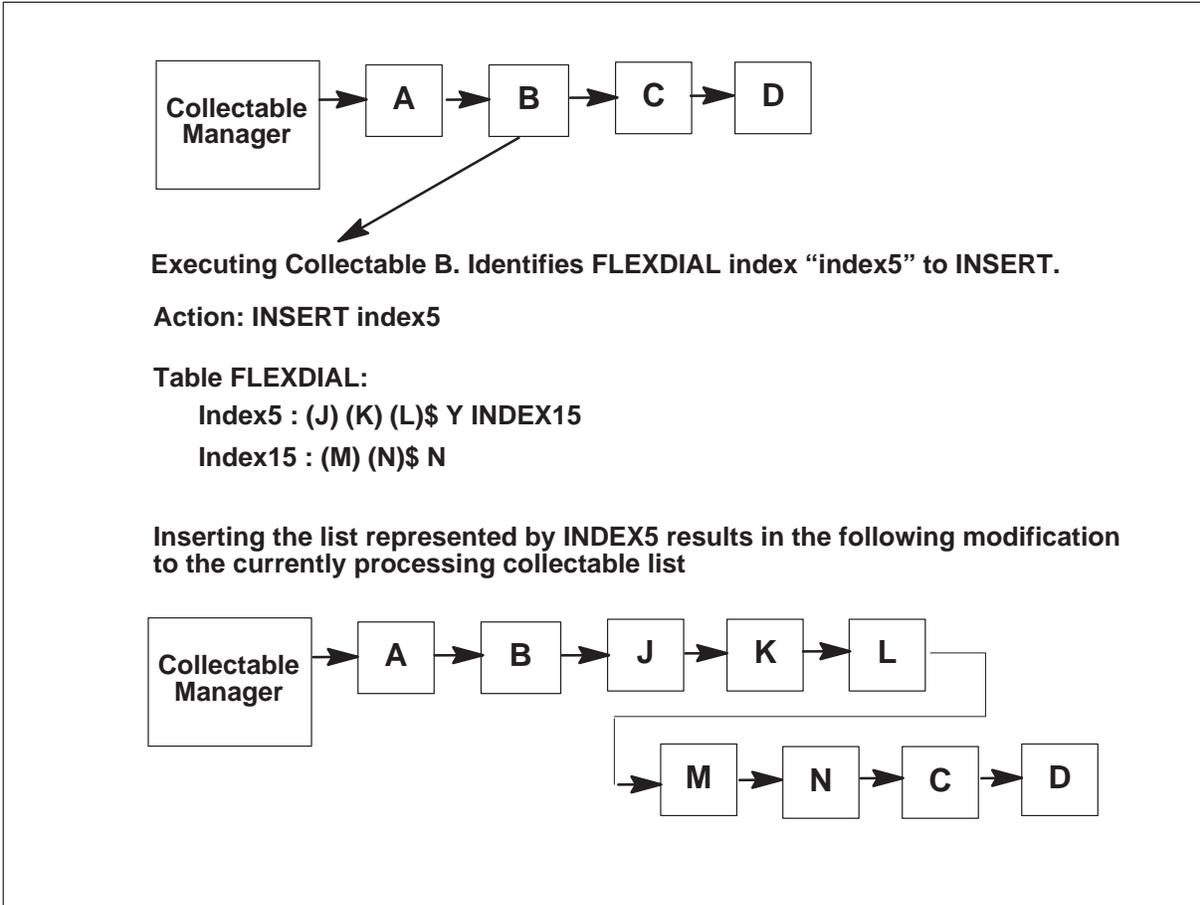 Collectable
Manager
A
B
C
D
Executing Collectable B. Identifies FLEXDIAL index “index5” to INSERT.
Action: INSERT index5
Table FLEXDIAL:
Index5 : (J) (K) (L)$ Y INDEX15
Index15 : (M) (N)$ N
Inserting the list represented by INDEX5 results in the following modification
to the currently processing collectable list
Collectable
Manager
A
B
J
K
L
M
N
C
D